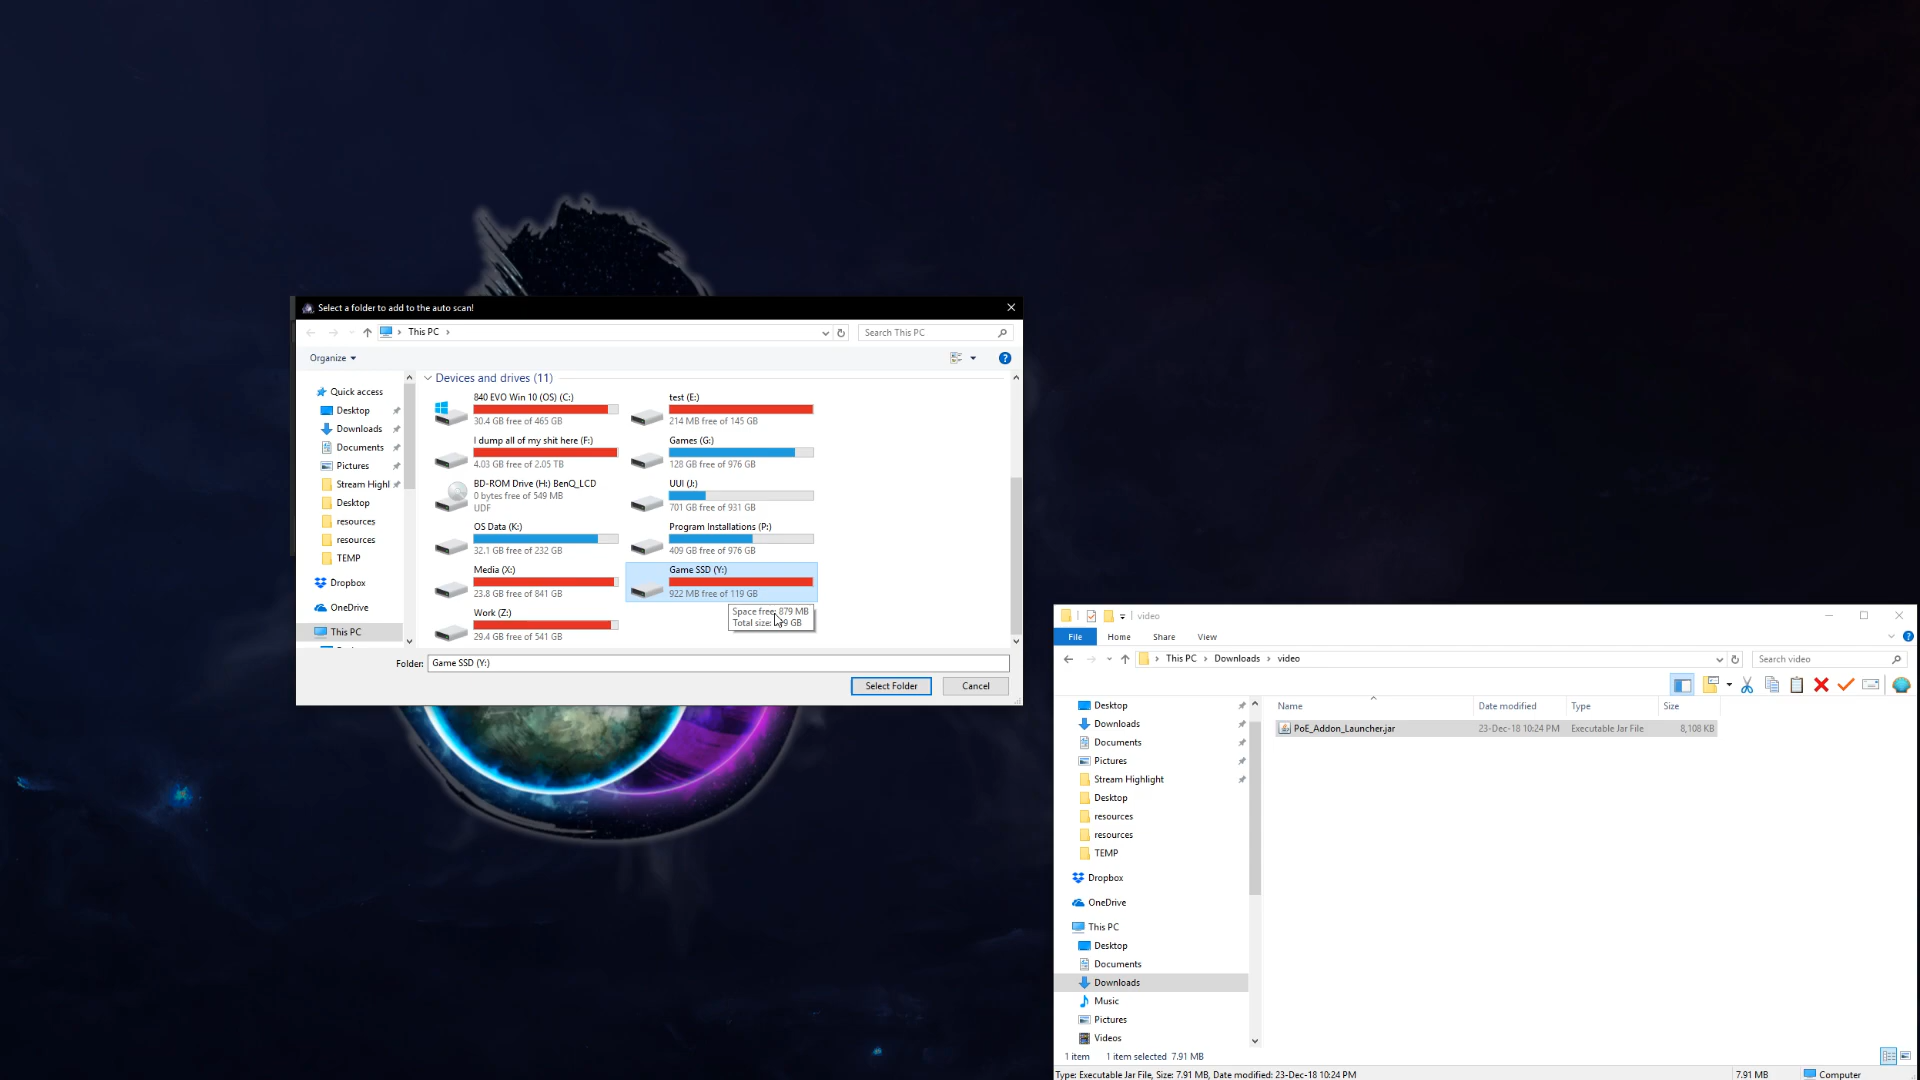 Select a folder to add to the auto scan!
This PC
Search This PC
Organize
Quick access
Desktop
Downloads
Documents
Pictures
Stream Highl
Desktop
resources
resources
TEMP
Dropbox
OneDrive
This PC
Devices and drives (11)
840 EVO Win 10 (OS) (C:)
30.4 GB free of 465 GB
test (E:)
214 MB free of 145 GB
I dump all of my shit here (F:)
4.03 GB free of 2.05 TB
Games (G:)
128 GB free of 976 GB
BD-ROM Drive (H:) BenQ_LCD
0 bytes free of 549 MB
UDF
UUI (J:)
701 GB free of 931 GB
OS Data (K:)
32.1 GB free of 232 GB
Program Installations (P:)
409 GB free of 976 GB
Media (X:)
23.8 GB free of 841 GB
Game SSD (Y:)
922 MB free of 119 GB
Space free: 879 MB
Total size: 9 GB
Work (Z:)
29.4 GB free of 541 GB
Folder: Game SSD (Y:)
Select Folder
Cancel
video
File Home Share View
This PC Downloads video
Search video
Desktop
Downloads
Documents
Pictures
Stream Highlight
Desktop
resources
resources
TEMP
Dropbox
OneDrive
This PC
Desktop
Documents
Downloads
Music
Pictures
Videos
Name Date modified Type Size
PoE_Addon_Launcher.jar 23-Dec-18 10:24 PM Executable Jar File 8,108 KB
1 item 1 item selected 7.91 MB
Type: Executable Jar File, Size: 7.91 MB, Date modified: 23-Dec-18 10:24 PM
7.91 MB
Computer